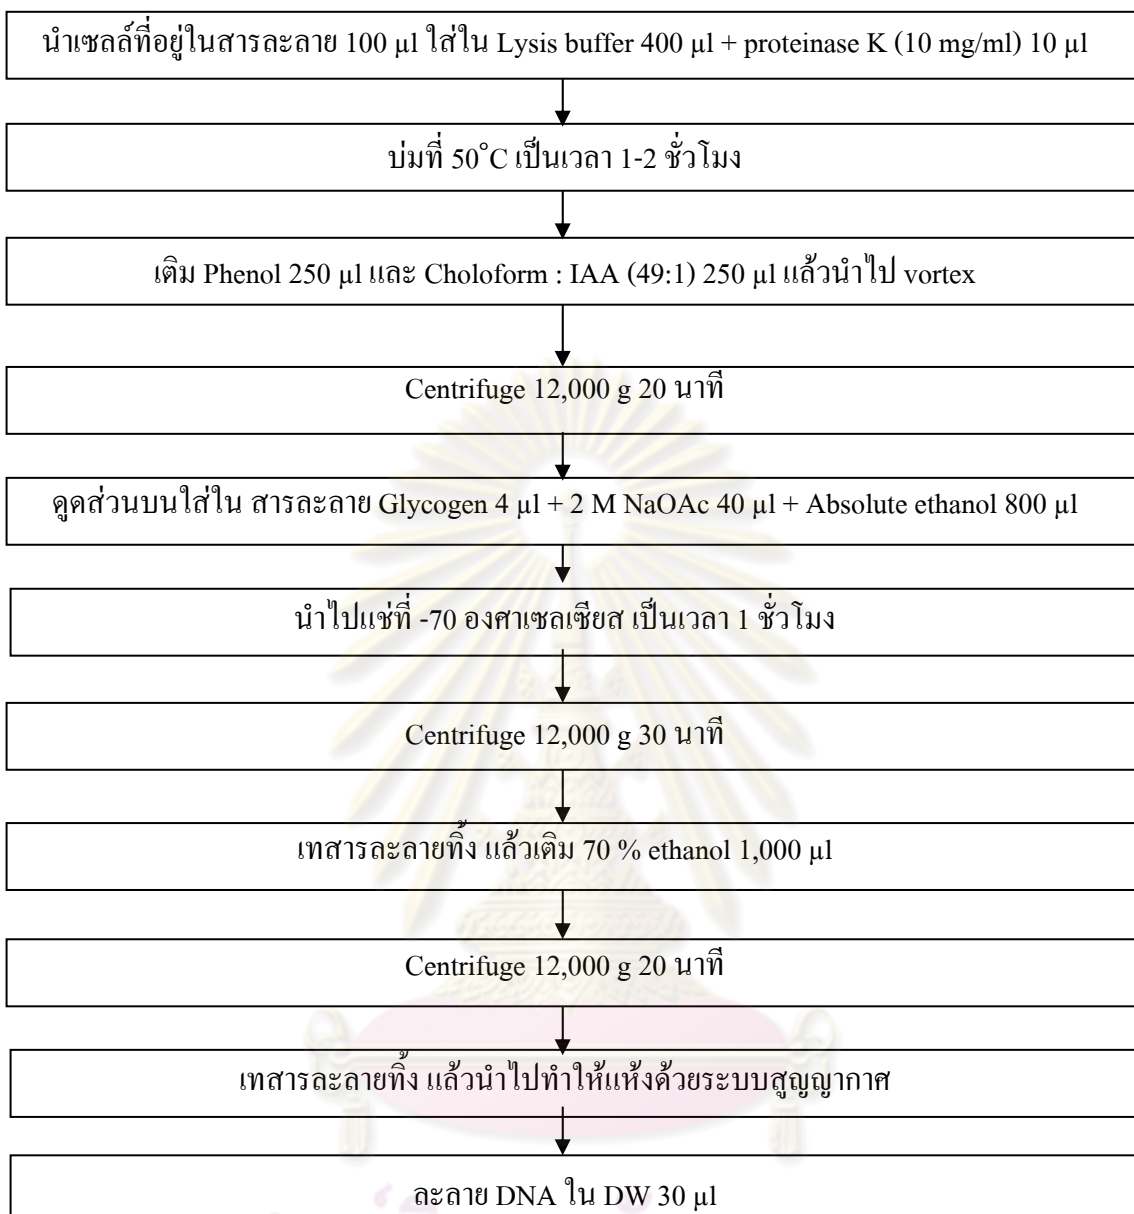 นำเซลล์ที่อยู่ในสารละลาย 100 µl ใส่ใน Lysis buffer 400 µl + proteinase K (10 mg/ml) 10 µl
บ่มที่ 50°C เป็นเวลา 1-2 ชั่วโมง
เติม Phenol 250 µl และ Choloform : IAA (49:1) 250 µl แล้วนำไป vortex
Centrifuge 12,000 g 20 นาที
ดูดส่วนบนใส่ใน สารละลาย Glycogen 4 µl + 2 M NaOAc 40 µl + Absolute ethanol 800 µl
นำไปแช่ที่ -70 องศาเซลเซียส เป็นเวลา 1 ชั่วโมง
Centrifuge 12,000 g 30 นาที
เทสารละลายทิ้ง แล้วเติม 70 % ethanol 1,000 µl
Centrifuge 12,000 g 20 นาที
เทสารละลายทิ้ง แล้วนำไปทำให้แห้งด้วยระบบสูญญากาศ
ละลาย DNA ใน DW 30 µl